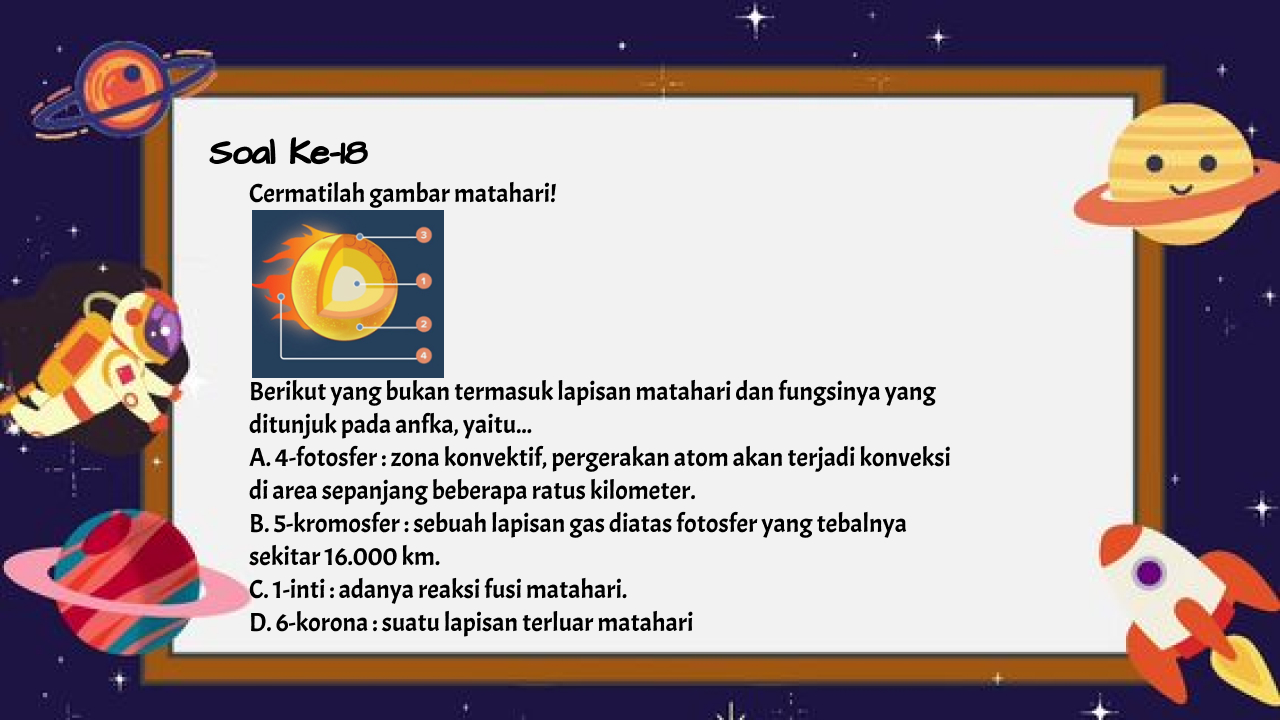 Soal Ke-18
Cermatilah gambar matahari!
3
1
2
4
Berikut yang bukan termasuk lapisan matahari dan fungsinya yang
ditunjuk pada anfka, yaitu...
A. 4-fotosfer : zona konvektif, pergerakan atom akan terjadi konveksi
di area sepanjang beberapa ratus kilometer.
B. 5-kromosfer : sebuah lapisan gas diatas fotosfer yang tebalnya
sekitar 16.000 km.
C. 1-inti : adanya reaksi fusi matahari.
D. 6-korona : suatu lapisan terluar matahari